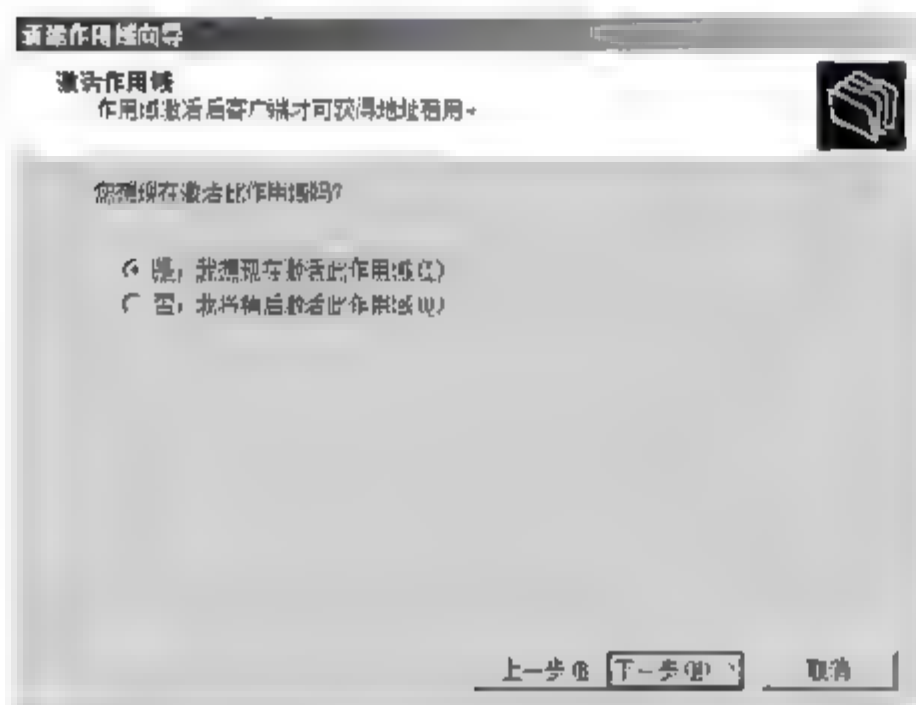 新建作用域向导
激活作用域
作用域激活后客户端才可获得地址租用。
您想现在激活此作用域吗?
是，我想现在激活此作用域(Y)
否，我将稍后激活此作用域(O)
上一步(B 下一步(N) 取消